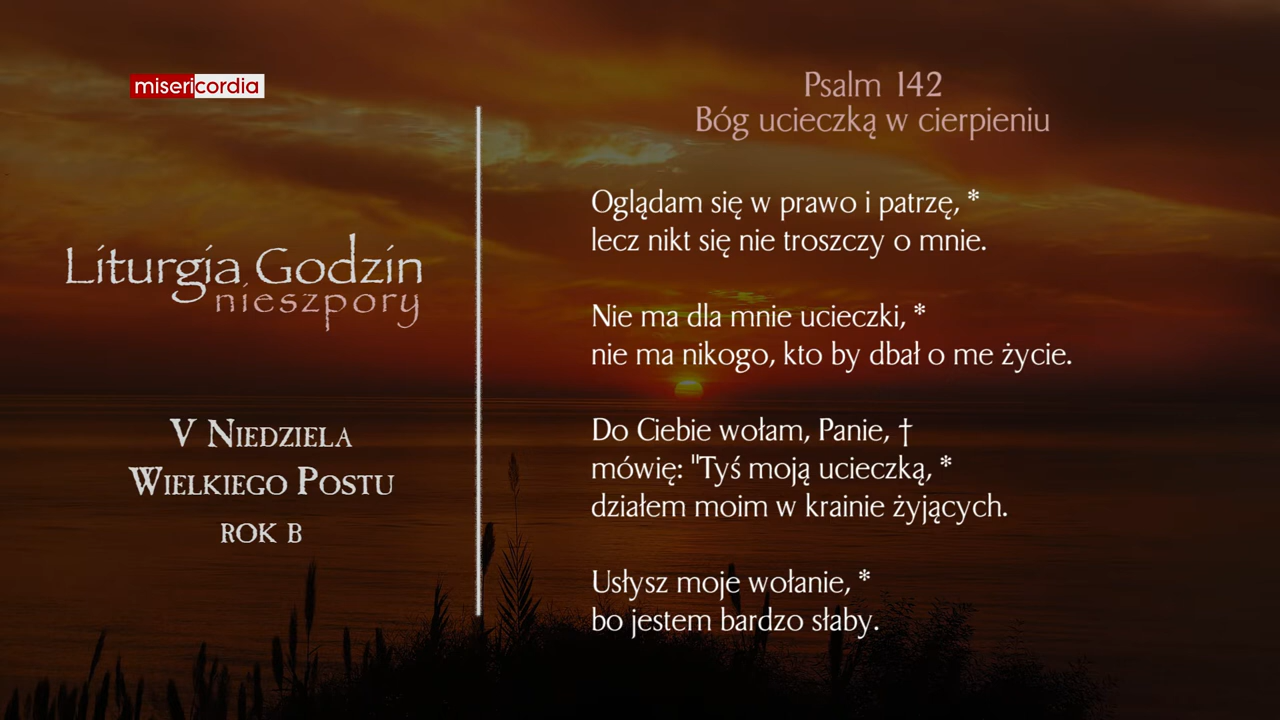 misericordia
Liturgia Godzin
nieszpory
V Niedziela
Wielkiego Postu
rok B
Psalm 142
Bóg ucieczką w cierpieniu
Oglądam się w prawo i patrzę, *
lecz nikt się nie troszczy o mnie.
Nie ma dla mnie ucieczki, *
nie ma nikogo, kto by dbał o me życie.
Do Ciebie wołam, Panie, †
mówię: "Tyś moją ucieczką, *
działem moim w krainie żyjących.
Usłysz moje wołanie, *
bo jestem bardzo słaby.